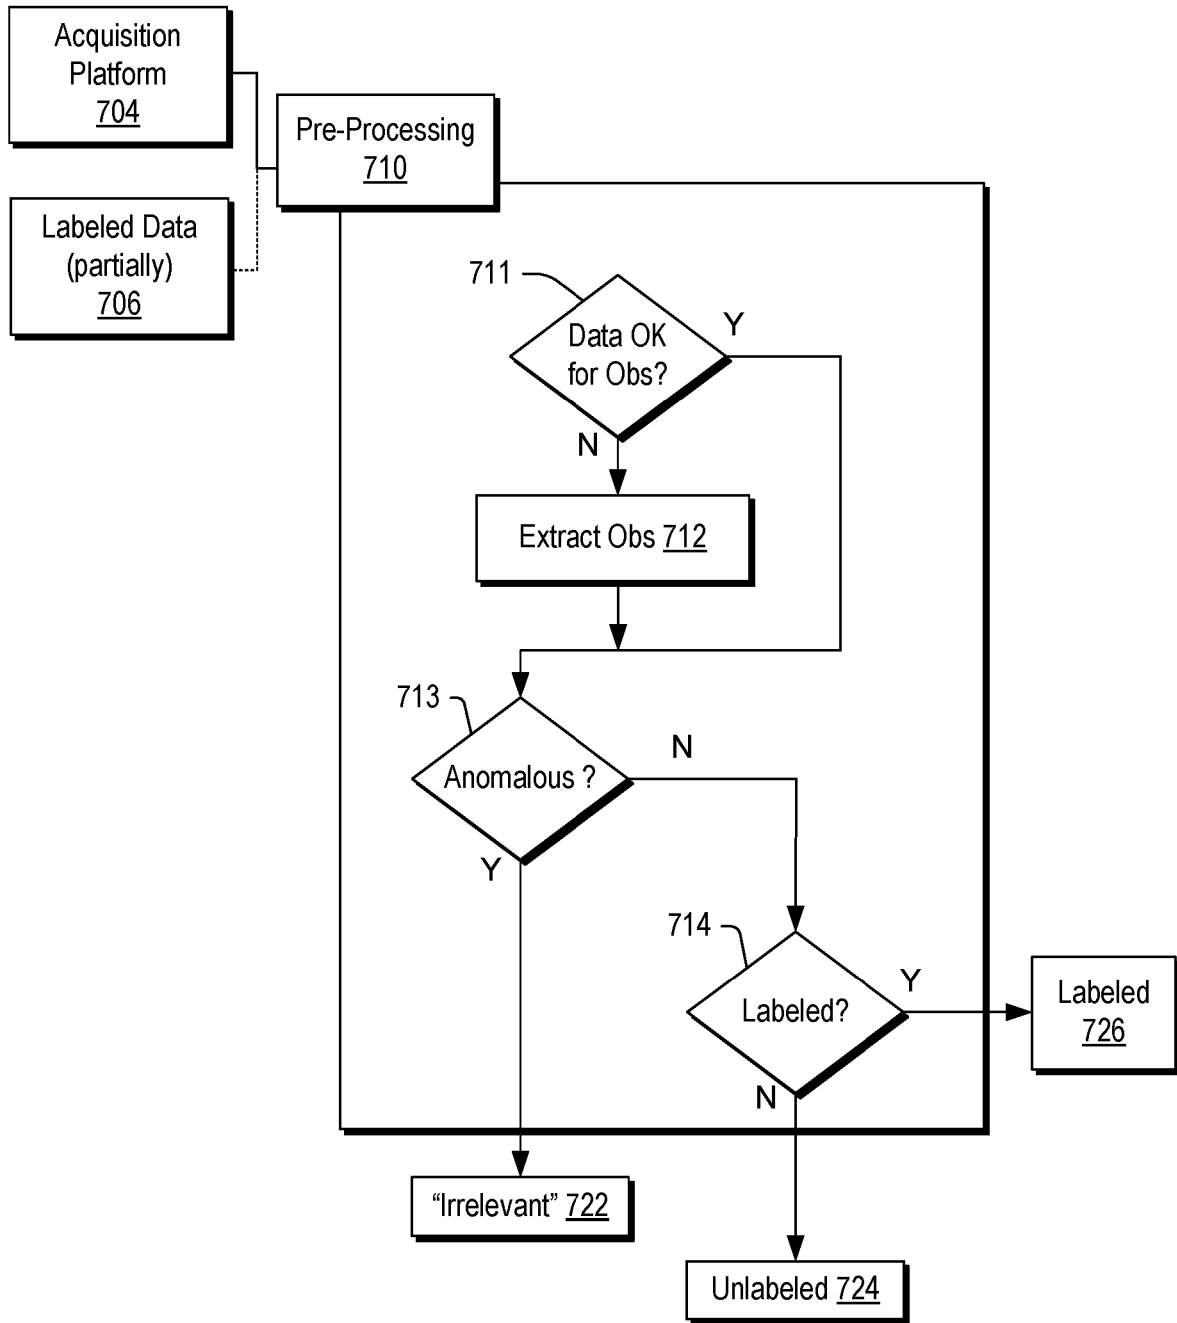 Acquisition
Platform
704
Pre-Processing
710
Labeled Data
(partially)
706
711
Data OK
for Obs?
Y
N
Extract Obs 712
713
Anomalous ?
N
Y
714
Labeled?
Y
N
Labeled
726
“Irrelevant” 722
Unlabeled 724